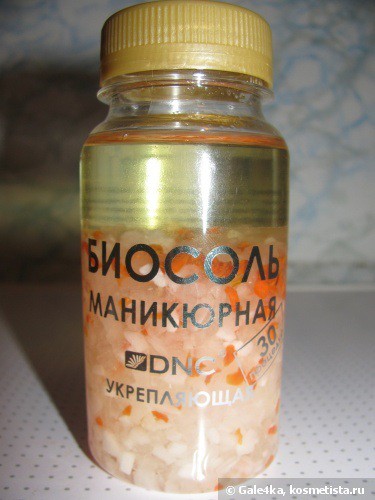 БИОСОЛЬ
МАНИКЮРНАЯ
30
DNC
УКРЕПЛЯЮЩАЯ
© Gale4ka, kosmetista.ru